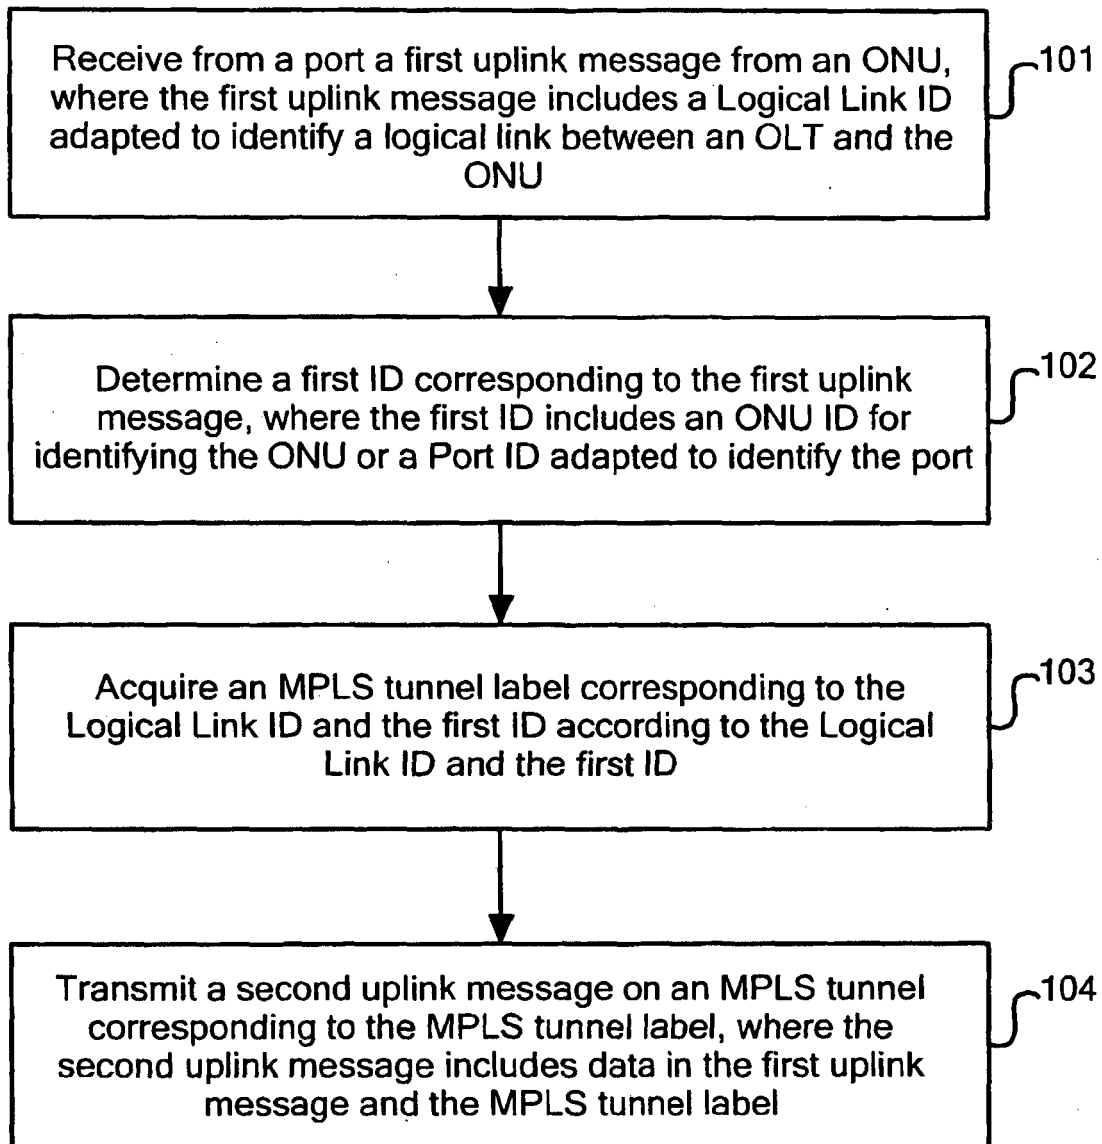 Receive from a port a first uplink message from an ONU,
where the first uplink message includes a Logical Link ID
adapted to identify a logical link between an OLT and the
ONU
101
Determine a first ID corresponding to the first uplink
message, where the first ID includes an ONU ID for
identifying the ONU or a Port ID adapted to identify the port
102
Acquire an MPLS tunnel label corresponding to the
Logical Link ID and the first ID according to the Logical
Link ID and the first ID
103
Transmit a second uplink message on an MPLS tunnel
corresponding to the MPLS tunnel label, where the
second uplink message includes data in the first uplink
message and the MPLS tunnel label
104